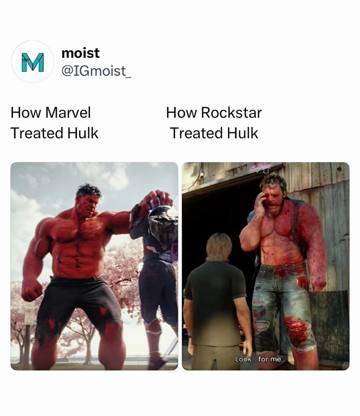 moist
@IGmoist_
How Marvel
Treated Hulk
How Rockstar
Treated Hulk
Look for me